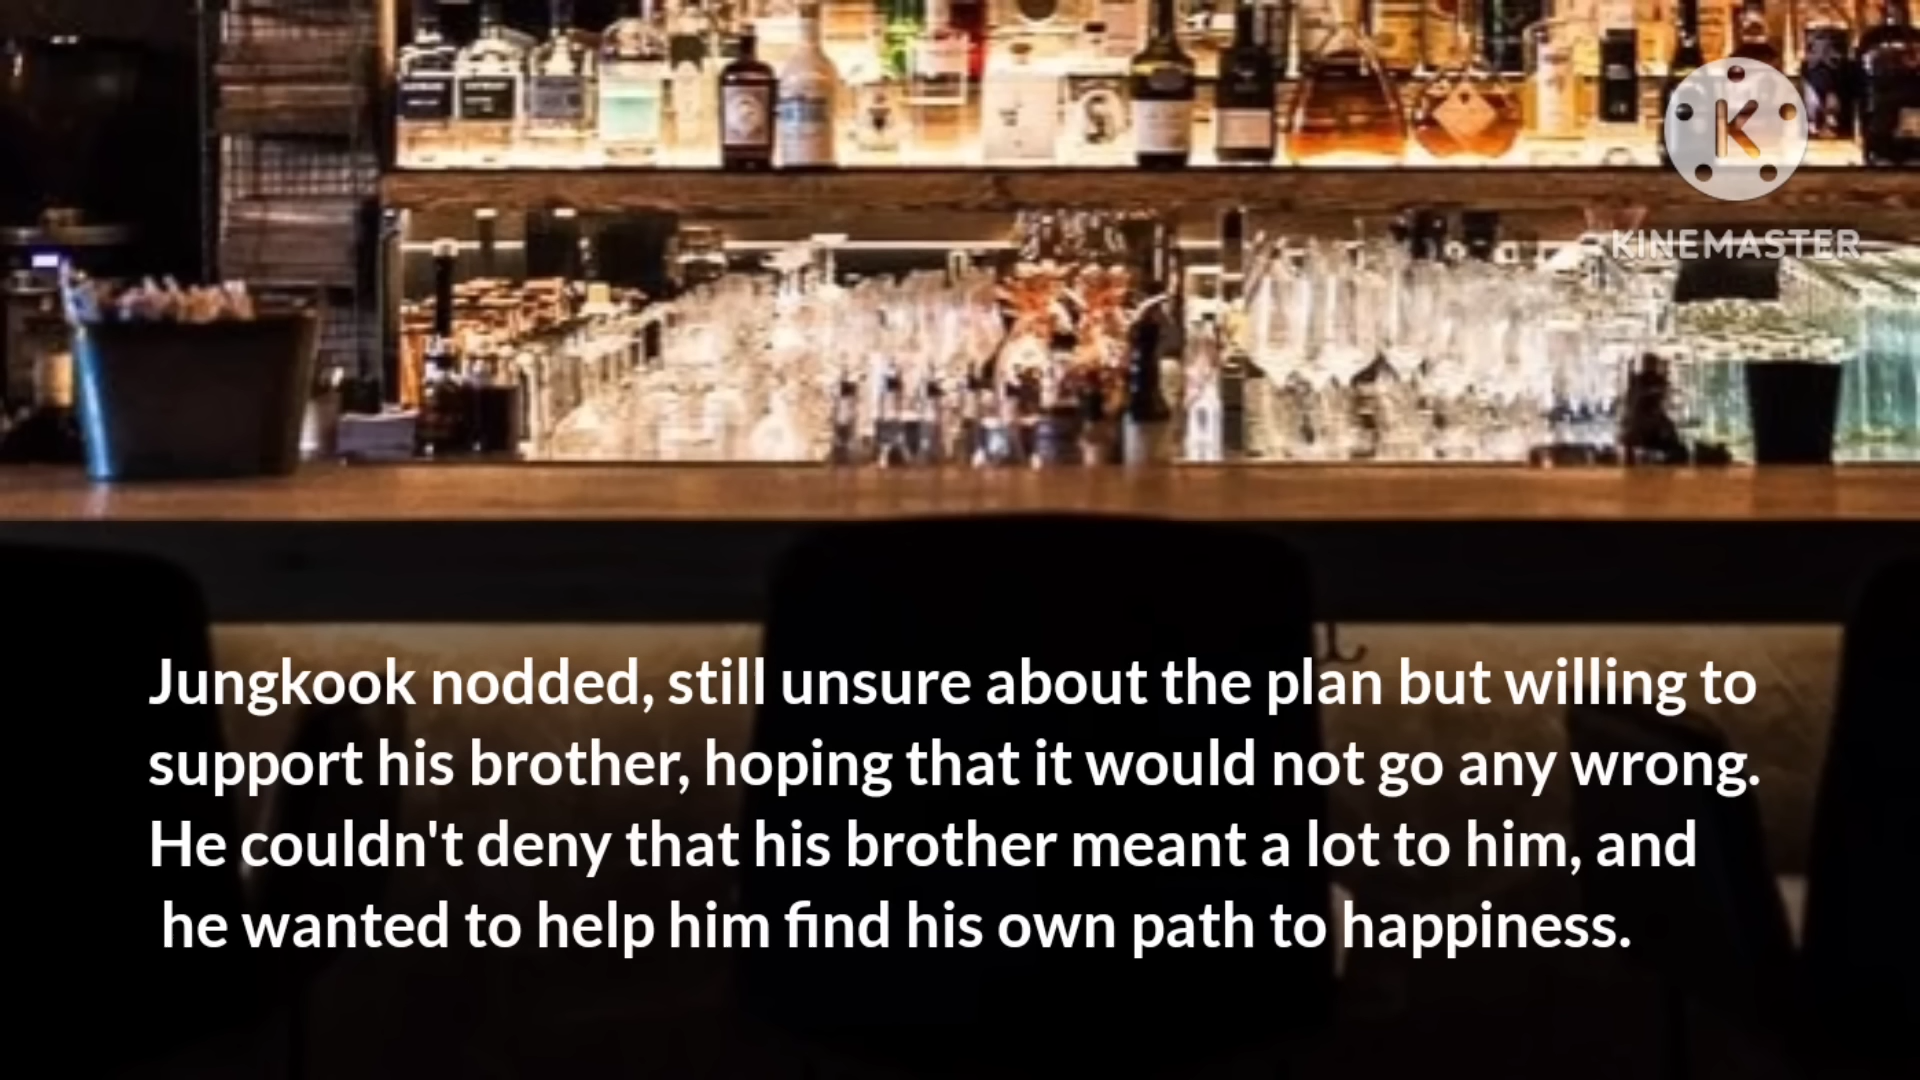 K
KINEMASTER
Jungkook nodded, still unsure about the plan but willing to
support his brother, hoping that it would not go any wrong.
He couldn't deny that his brother meant a lot to him, and
he wanted to help him find his own path to happiness.